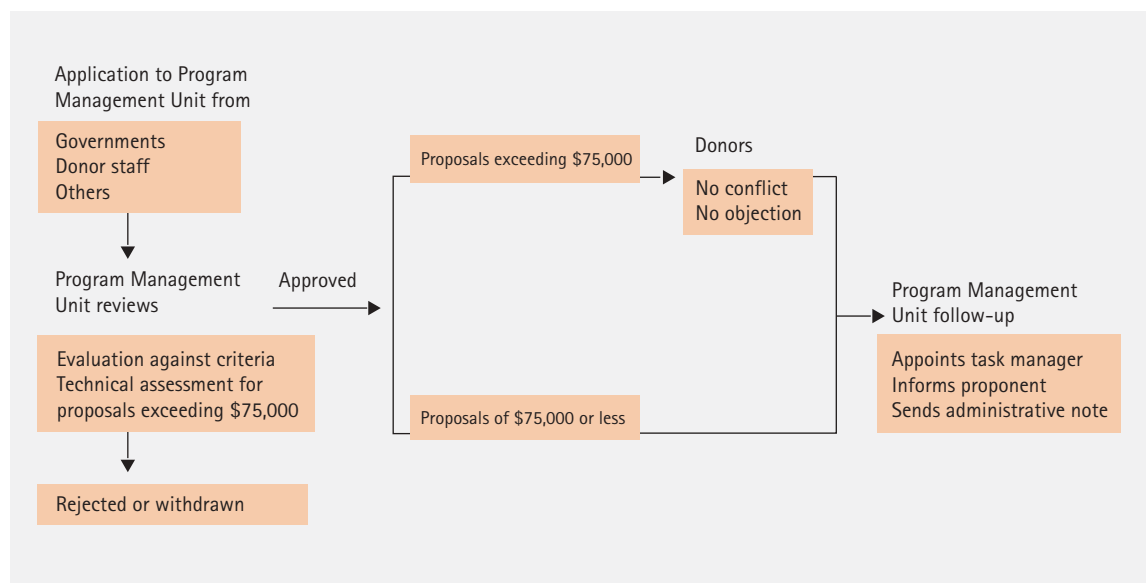 Application to Program
Management Unit from
Governments
Donor staff
Others
Program Management
Unit reviews
Approved
Evaluation against criteria
Technical assessment for
proposals exceeding $75,000
Rejected or withdrawn
Proposals exceeding $75,000
Donors
No conflict
No objection
Proposals of $75,000 or less
Program Management
Unit follow-up
Appoints task manager
Informs proponent
Sends administrative note